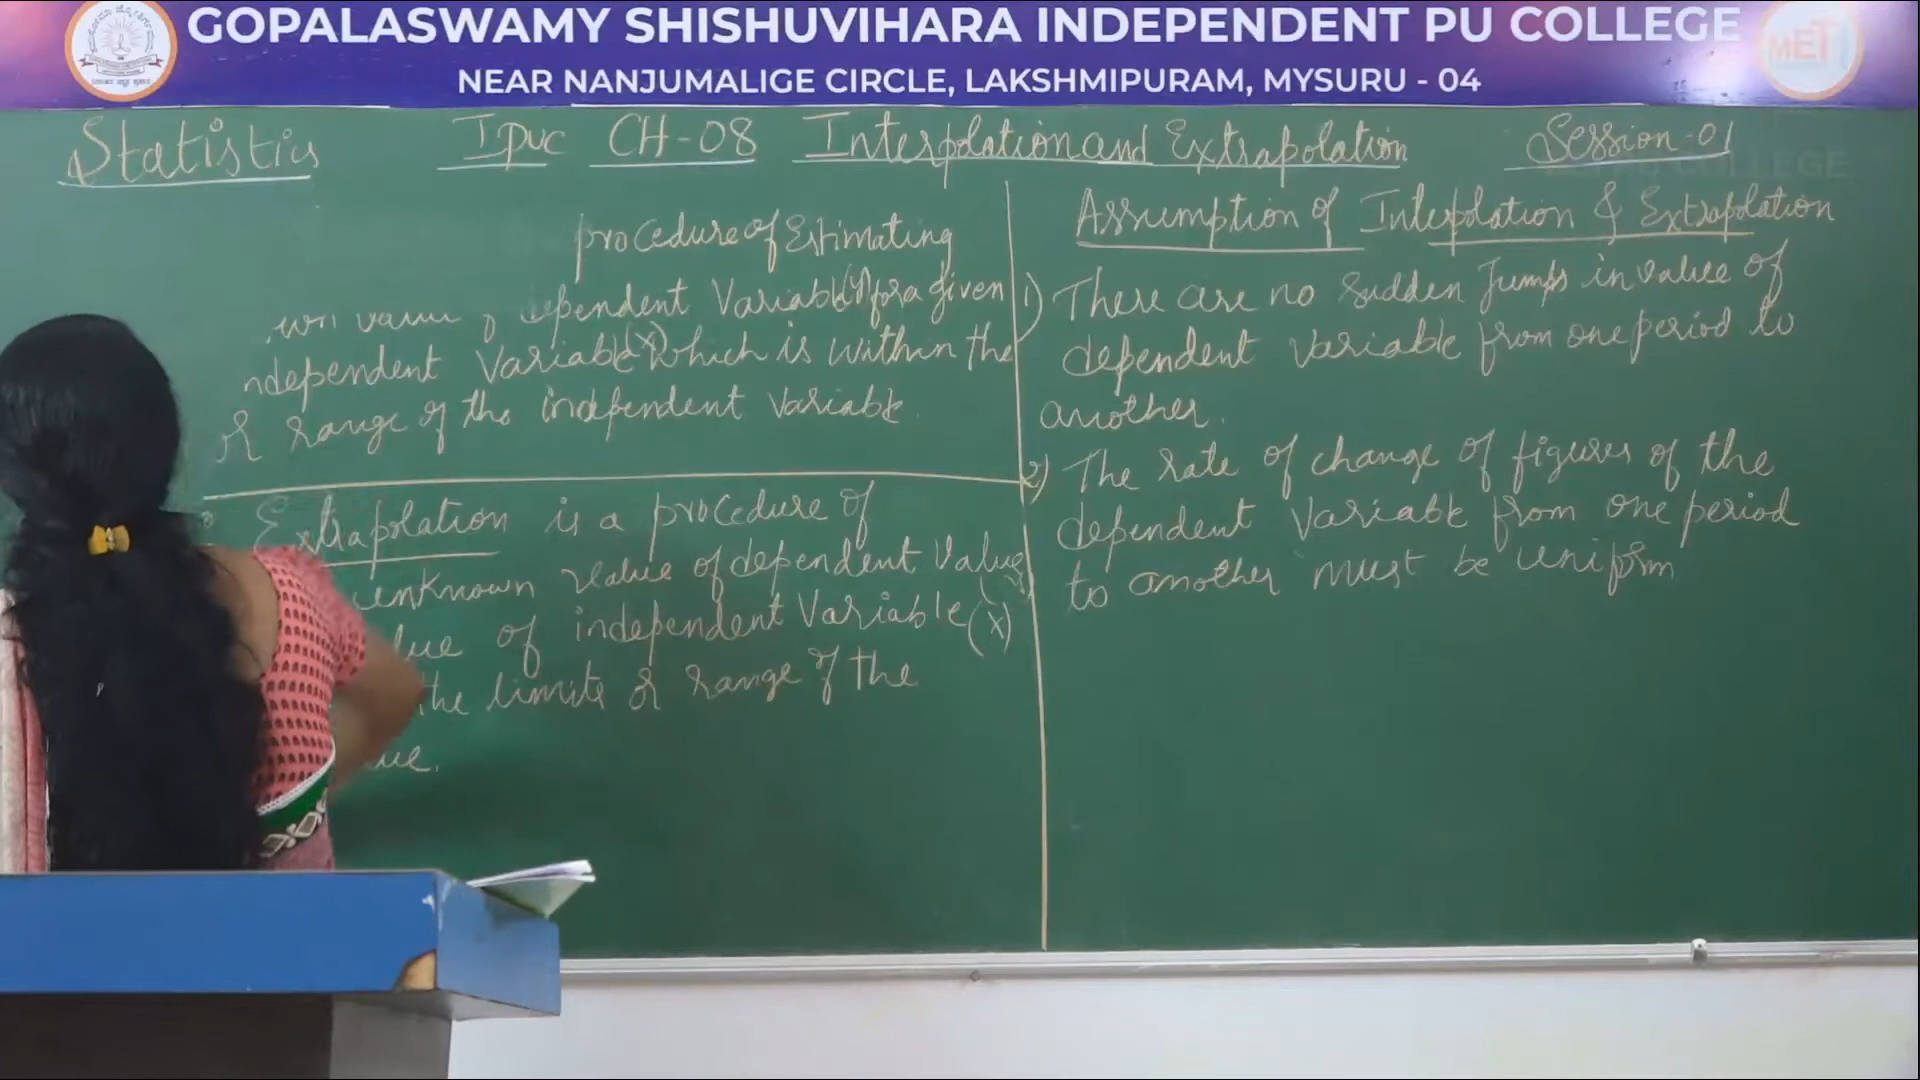 GOPALASWAMY SHISHUVIHARA INDEPENDENT PU COLLEGE
NEAR NANJUMALIGE CIRCLE, LAKSHMIPURAM, MYSURU - 04
MET
Statistics IPUC CH-08 Interpolation and Extrapolation Session-01
procedure of Estimating
dependent Variable(Y) for a given
independent Variable(X) which is within the
or range of the independent Variable.
Extrapolation is a procedure of
unknown value of dependent Value
of independent Variable (X)
the limits or range of the
Assumption of Interpolation & Extrapolation
1) There are no sudden Jumps in value of
dependent variable from one period to
another.
2) The rate of change of figures of the
dependent Variable from one period
to another must be uniform